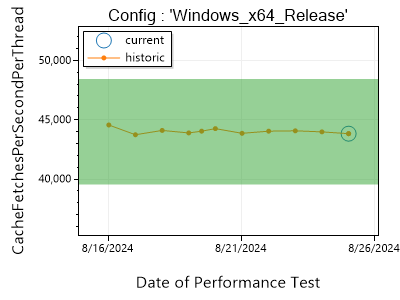 Config : 'Windows_x64_Release'
CacheFetchesPerSecondPerThread
current
historic
50,000
45,000
40,000
8/16/2024
8/21/2024
8/26/2024
Date of Performance Test